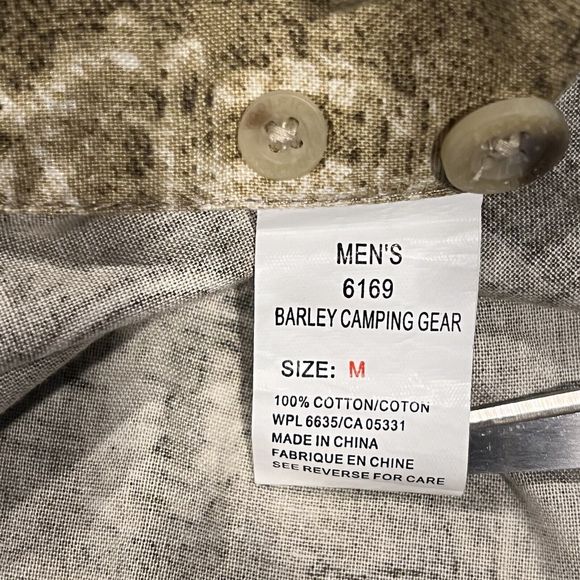 MEN'S
6169
BARLEY CAMPING GEAR
SIZE: M
100% COTTON/COTON
WPL 6635/CA 05331
MADE IN CHINA
FABRIQUE EN CHINE
SEE REVERSE FOR CARE